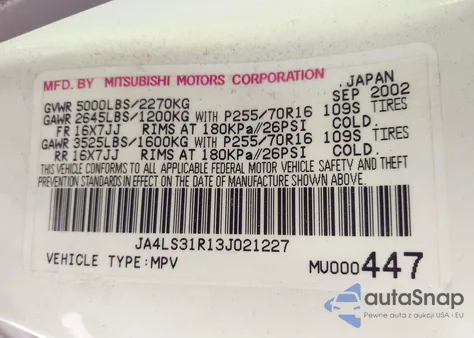 MFD. BY MITSUBISHI MOTORS CORPORATION JAPAN
GVWR 5000LBS/2270KG SEP 2002
GAWR 2645LBS/1200KG WITH P255/70R16 109S TIRES
FR 16X7JJ RIMS AT 180KPa//26PSI COLD.
GAWR 3525LBS/1600KG WITH P255/70R16 109S TIRES
RR 16X7JJ RIMS AT 180KPa//26PSI COLD.
THIS VEHICLE CONFORMS TO ALL APPLICABLE FEDERAL MOTOR VEHICLE SAFETY AND THEFT
PREVENTION STANDARDS IN EFFECT ON THE DATE OF MANUFACTURE SHOWN ABOVE.
JA4LS31R13J021227
VEHICLE TYPE:MPV MU000447
autoSnap
Pewne auta z USA i EU